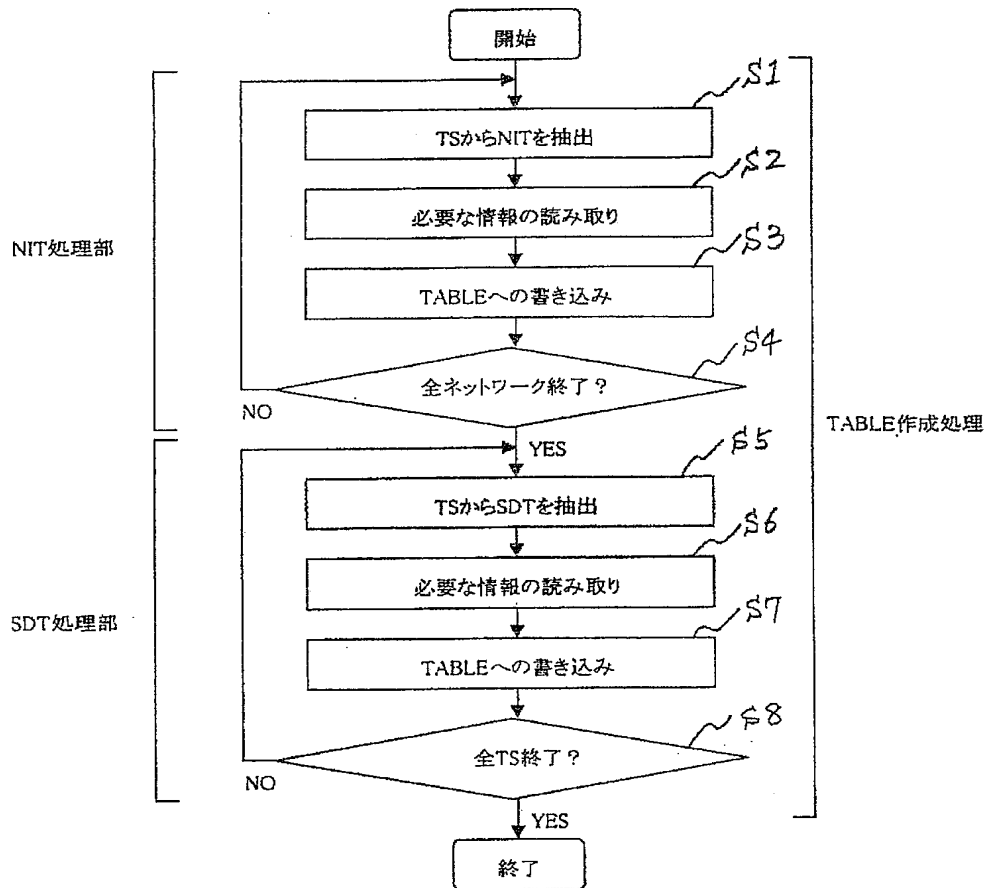 開始
S1
TSからNITを抽出
S2
必要な情報の読み取り
NIT処理部
S3
TABLEへの書き込み
S4
全ネットワーク終了？
NO
YES
TABLE作成処理
S5
TSからSDTを抽出
S6
必要な情報の読み取り
SDT処理部
S7
TABLEへの書き込み
S8
全TS終了？
NO
YES
終了